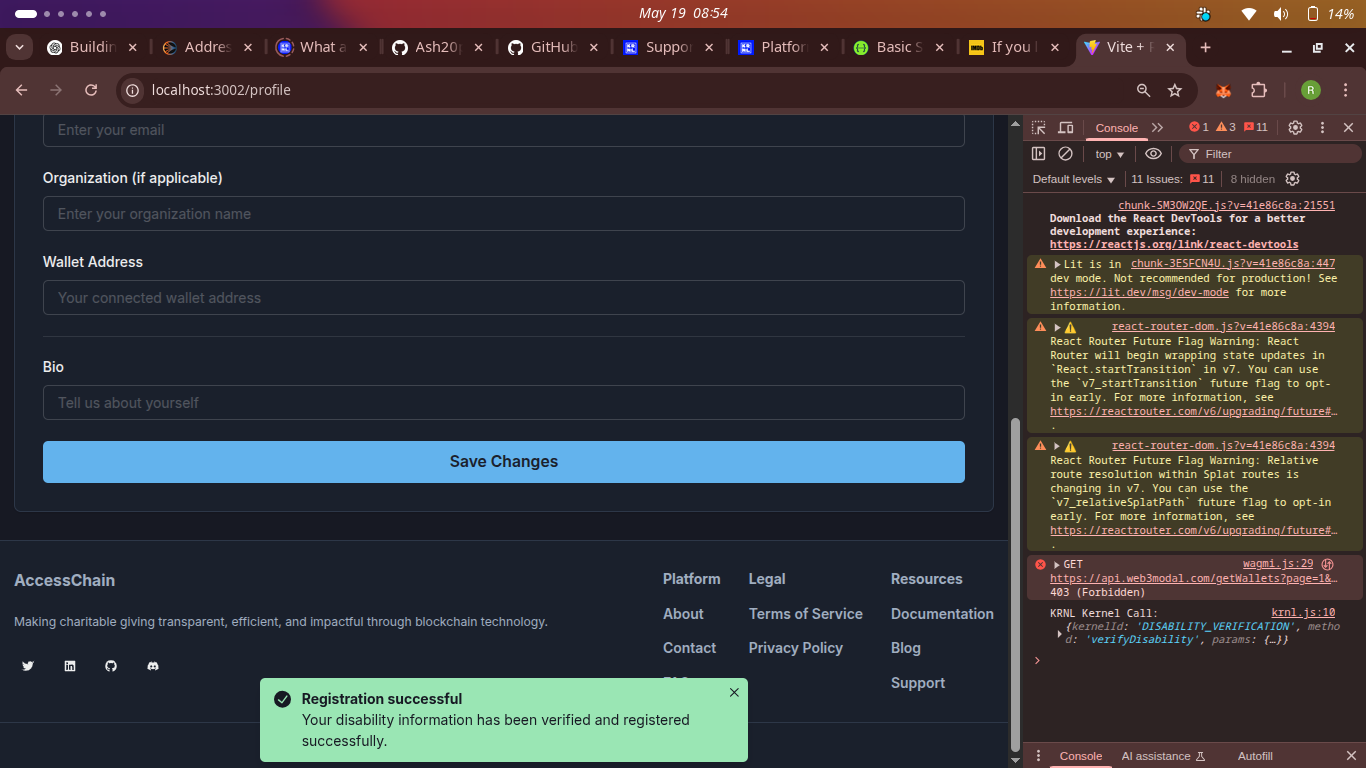 May 19 08:54
14%
Buildin
Addres
What a
Ash20
GitHub
Suppor
Platfor
Basic S
If you
Vite +
localhost:3002/profile
R
Enter your email
Organization (if applicable)
Enter your organization name
Wallet Address
Your connected wallet address
Bio
Tell us about yourself
Save Changes
AccessChain
Making charitable giving transparent, efficient, and impactful through blockchain technology.
Platform
About
Contact
Legal
Terms of Service
Privacy Policy
Resources
Documentation
Blog
Support
Registration successful
Your disability information has been verified and registered
successfully.
Console
1 3 11
top
Filter
Default levels
11 Issues: 11
8 hidden
chunk-SM3OW2QE.js?v=41e86c8a:21551
Download the React DevTools for a better
development experience:
https://reactjs.org/link/react-devtools
Lit is in chunk-3ESFCN4U.js?v=41e86c8a:447
dev mode. Not recommended for production! See
https://lit.dev/msg/dev-mode for more
information.
react-router-dom.js?v=41e86c8a:4394
React Router Future Flag Warning: React
Router will begin wrapping state updates in
`React.startTransition` in v7. You can use
the `v7_startTransition` future flag to opt-
in early. For more information, see
https://reactrouter.com/v6/upgrading/future#…
.
react-router-dom.js?v=41e86c8a:4394
React Router Future Flag Warning: Relative
route resolution within Splat routes is
changing in v7. You can use the
`v7_relativeSplatPath` future flag to opt-in
early. For more information, see
https://reactrouter.com/v6/upgrading/future#…
.
GET wagmi.js:29
https://api.web3modal.com/getWallets?page=1&…
403 (Forbidden)
KRNL Kernel Call: krnl.js:10
{kernelId: 'DISABILITY_VERIFICATION', metho
d: 'verifyDisability', params: {…}}
Console
AI assistance
Autofill